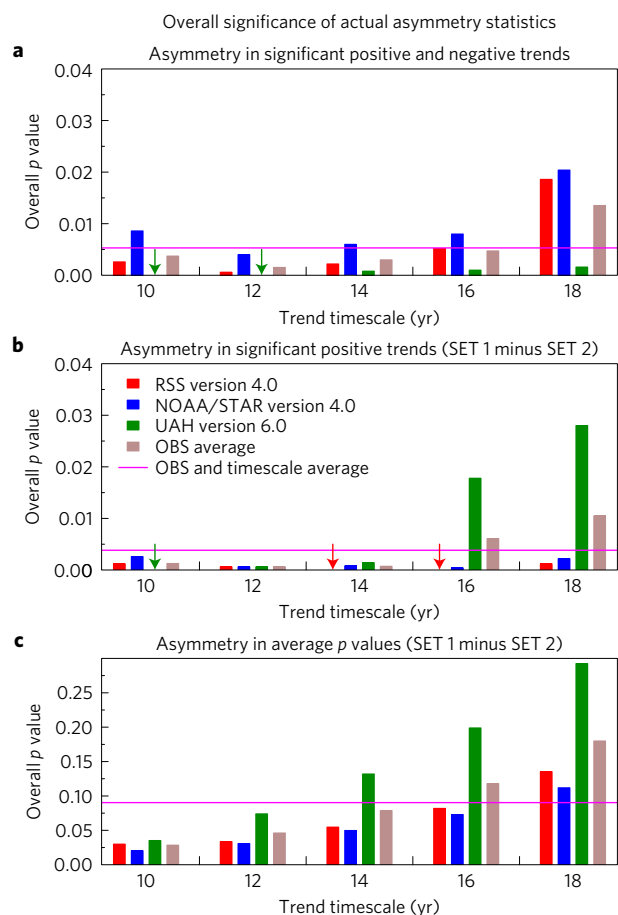 Overall significance of actual asymmetry statistics
a
Asymmetry in significant positive and negative trends
Overall p value
0.04
0.03
0.02
0.01
0.00
10 12 14 16 18
Trend timescale (yr)
b
Asymmetry in significant positive trends (SET 1 minus SET 2)
Overall p value
0.04
0.03
0.02
0.01
0.00
RSS version 4.0
NOAA/STAR version 4.0
UAH version 6.0
OBS average
OBS and timescale average
10 12 14 16 18
Trend timescale (yr)
c
Asymmetry in average p values (SET 1 minus SET 2)
Overall p value
0.25
0.20
0.15
0.10
0.05
0.00
10 12 14 16 18
Trend timescale (yr)